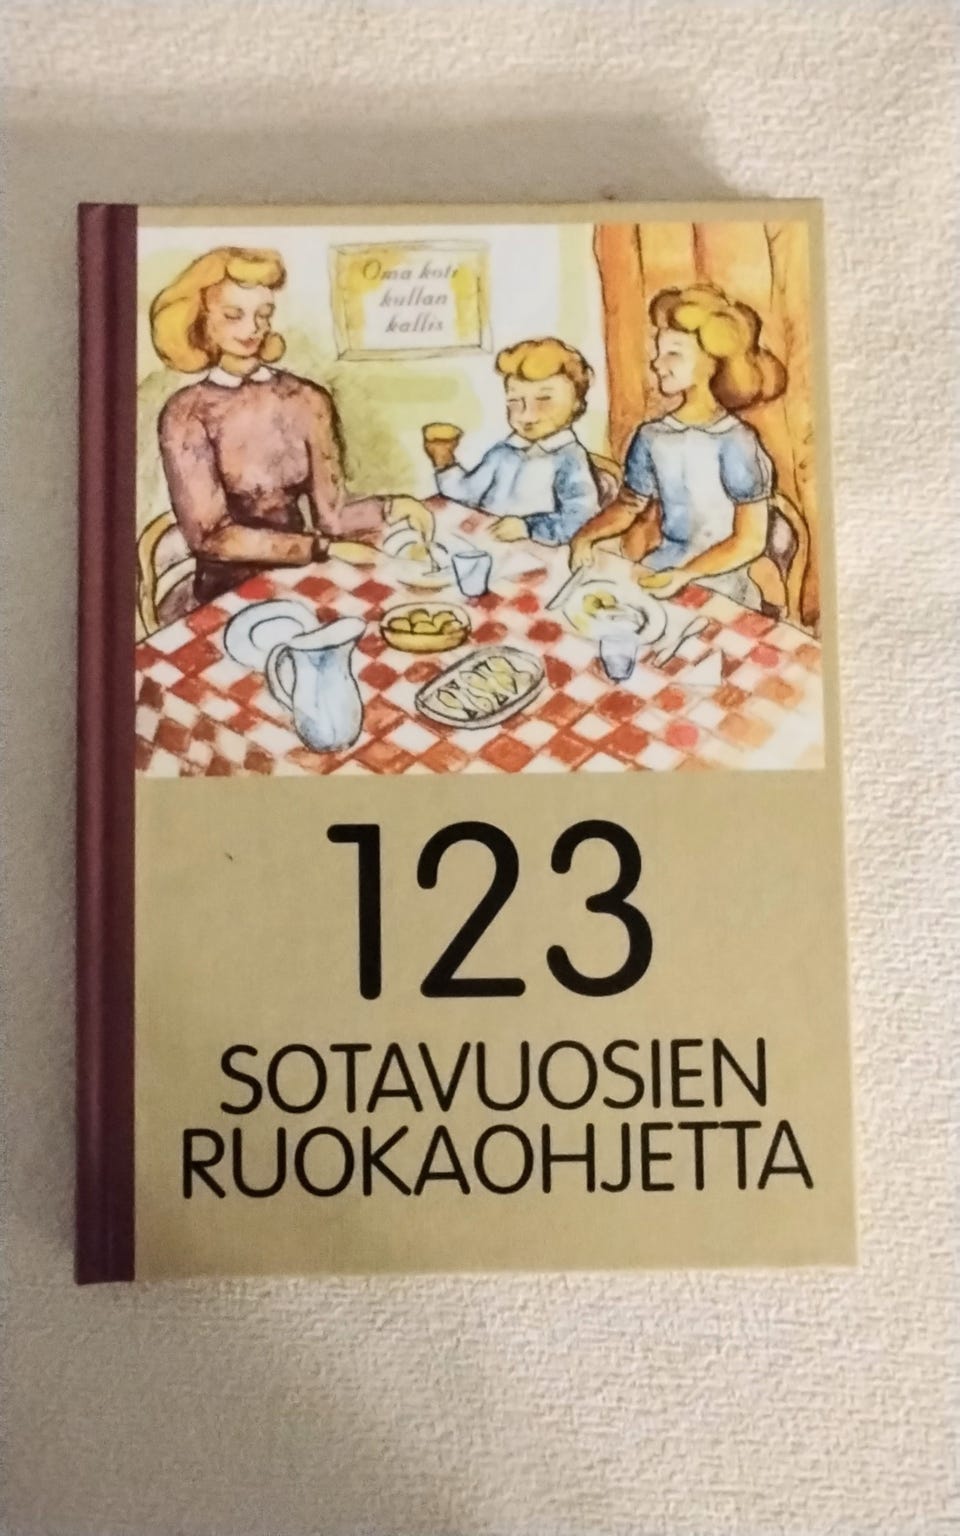 Oma koti
kullan
kallis
123
SOTAVUOSIEN
RUOKAOHJETTA